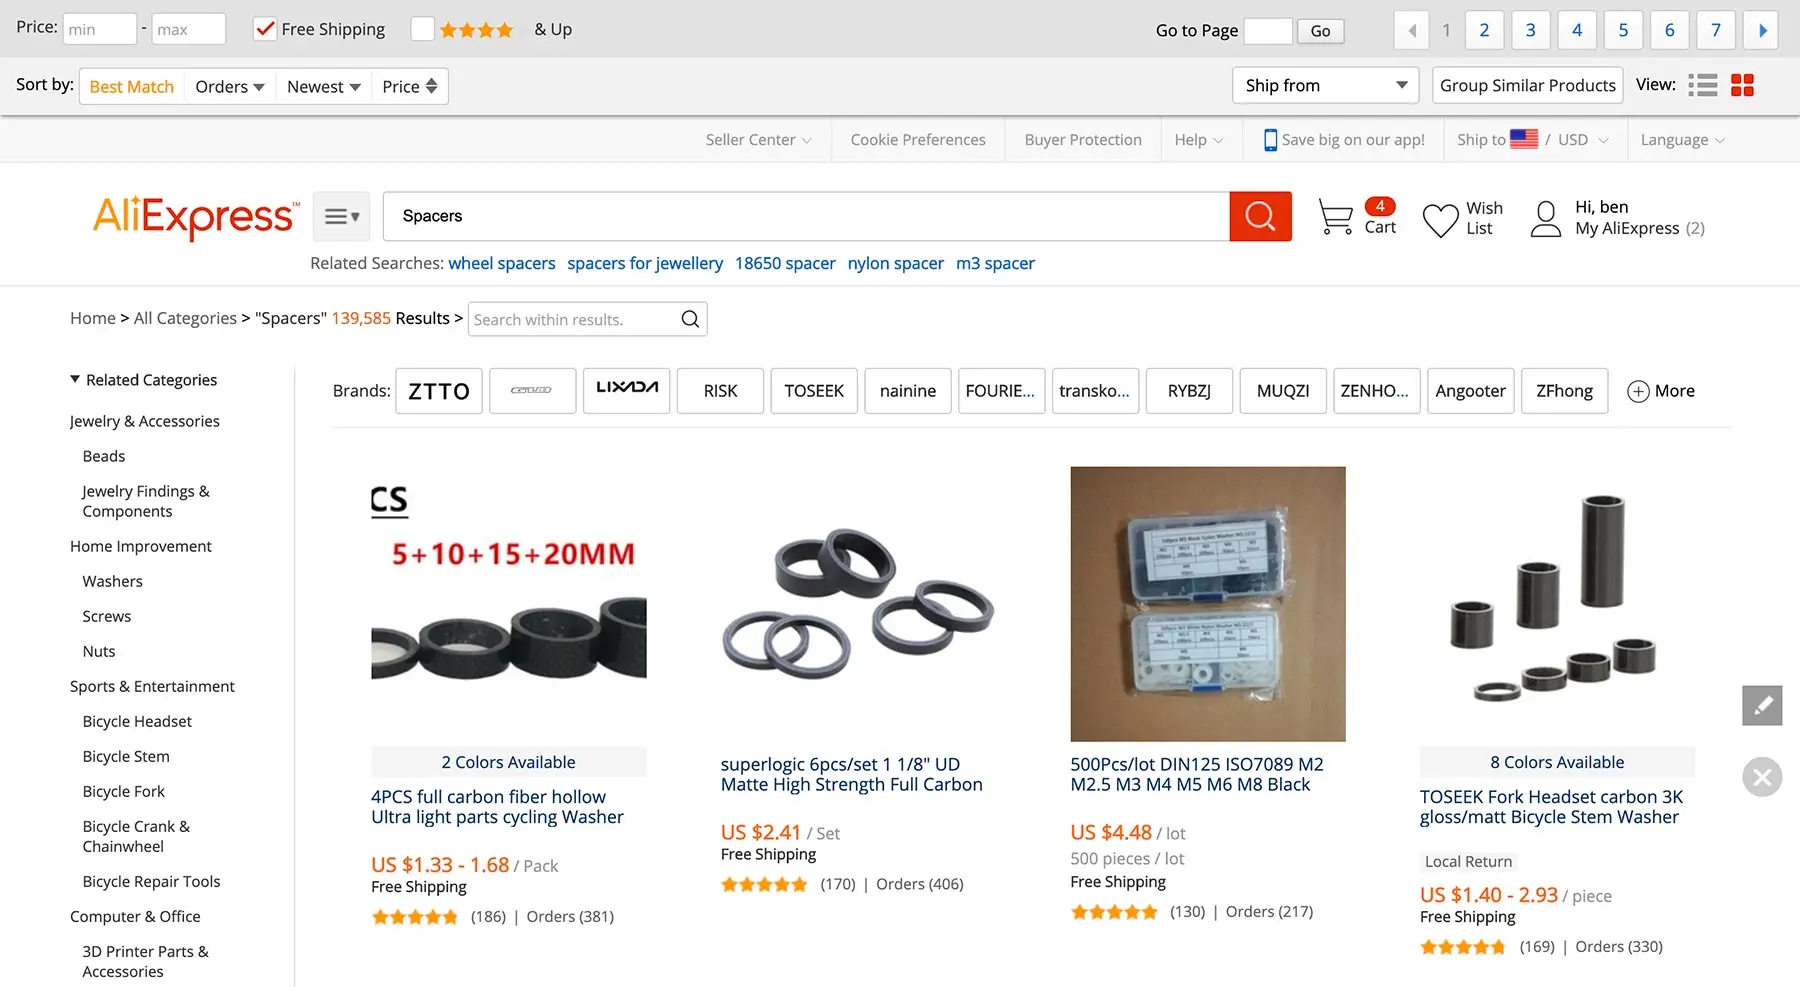 Price: min - max Free Shipping & Up Go to Page Go 1 2 3 4 5 6 7
Sort by: Best Match Orders Newest Price Ship from Group Similar Products View:
Seller Center Cookie Preferences Buyer Protection Help Save big on our app! Ship to / USD Language
AliExpress™ Spacers 4 Cart Wish List Hi, ben My AliExpress (2)
Related Searches: wheel spacers spacers for jewellery 18650 spacer nylon spacer m3 spacer
Home > All Categories > "Spacers" 139,585 Results > Search within results.
Related Categories
Jewelry & Accessories
Beads
Jewelry Findings &
Components
Home Improvement
Washers
Screws
Nuts
Sports & Entertainment
Bicycle Headset
Bicycle Stem
Bicycle Fork
Bicycle Crank &
Chainwheel
Bicycle Repair Tools
Computer & Office
3D Printer Parts &
Accessories
Brands: ZTTO LIXADA RISK TOSEEK nainine FOURIE... transko... RYBZJ MUQZI ZENHO... Angooter ZFhong More
CS
5+10+15+20MM
2 Colors Available
4PCS full carbon fiber hollow
Ultra light parts cycling Washer
US $1.33 - 1.68 / Pack
Free Shipping
(186) | Orders (381)
superlogic 6pcs/set 1 1/8" UD
Matte High Strength Full Carbon
US $2.41 / Set
Free Shipping
(170) | Orders (406)
500Pcs/lot DIN125 ISO7089 M2
M2.5 M3 M4 M5 M6 M8 Black
US $4.48 / lot
500 pieces / lot
Free Shipping
(130) | Orders (217)
8 Colors Available
TOSEEK Fork Headset carbon 3K
gloss/matt Bicycle Stem Washer
Local Return
US $1.40 - 2.93 / piece
Free Shipping
(169) | Orders (330)